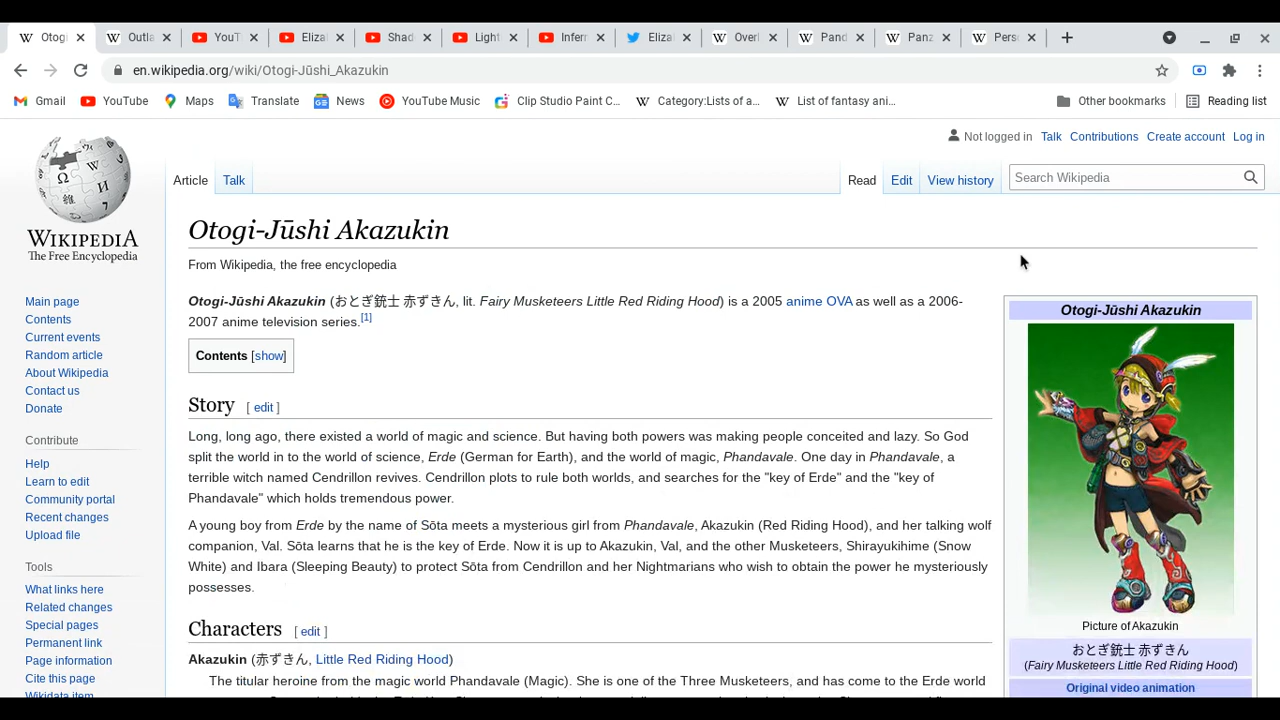 Otogi
Outla
YouT
Eliza
Shad
Light
Infern
Eliza
Overl
Pand
Panz
Perso
en.wikipedia.org/wiki/Otogi-Jūshi_Akazukin
Gmail
YouTube
Maps
Translate
News
YouTube Music
Clip Studio Paint C...
Category:Lists of a...
List of fantasy ani...
Other bookmarks
Reading list
Not logged in Talk Contributions Create account Log in
Article Talk
Read Edit View history
Search Wikipedia
WIKIPEDIA
The Free Encyclopedia
Main page
Contents
Current events
Random article
About Wikipedia
Contact us
Donate
Contribute
Help
Learn to edit
Community portal
Recent changes
Upload file
Tools
What links here
Related changes
Special pages
Permanent link
Page information
Cite this page
Wikidata item
Otogi-Jūshi Akazukin
From Wikipedia, the free encyclopedia
Otogi-Jūshi Akazukin (おとぎ銃士 赤ずきん, lit. Fairy Musketeers Little Red Riding Hood) is a 2005 anime OVA as well as a 2006-
2007 anime television series.[1]
Contents [show]
Story [ edit ]
Long, long ago, there existed a world of magic and science. But having both powers was making people conceited and lazy. So God
split the world in to the world of science, Erde (German for Earth), and the world of magic, Phandavale. One day in Phandavale, a
terrible witch named Cendrillon revives. Cendrillon plots to rule both worlds, and searches for the "key of Erde" and the "key of
Phandavale" which holds tremendous power.
A young boy from Erde by the name of Sōta meets a mysterious girl from Phandavale, Akazukin (Red Riding Hood), and her talking wolf
companion, Val. Sōta learns that he is the key of Erde. Now it is up to Akazukin, Val, and the other Musketeers, Shirayukihime (Snow
White) and Ibara (Sleeping Beauty) to protect Sōta from Cendrillon and her Nightmarians who wish to obtain the power he mysteriously
possesses.
Characters [ edit ]
Akazukin (赤ずきん, Little Red Riding Hood)
The titular heroine from the magic world Phandavale (Magic). She is one of the Three Musketeers, and has come to the Erde world
Otogi-Jūshi Akazukin
Picture of Akazukin
おとぎ銃士 赤ずきん
(Fairy Musketeers Little Red Riding Hood)
Original video animation